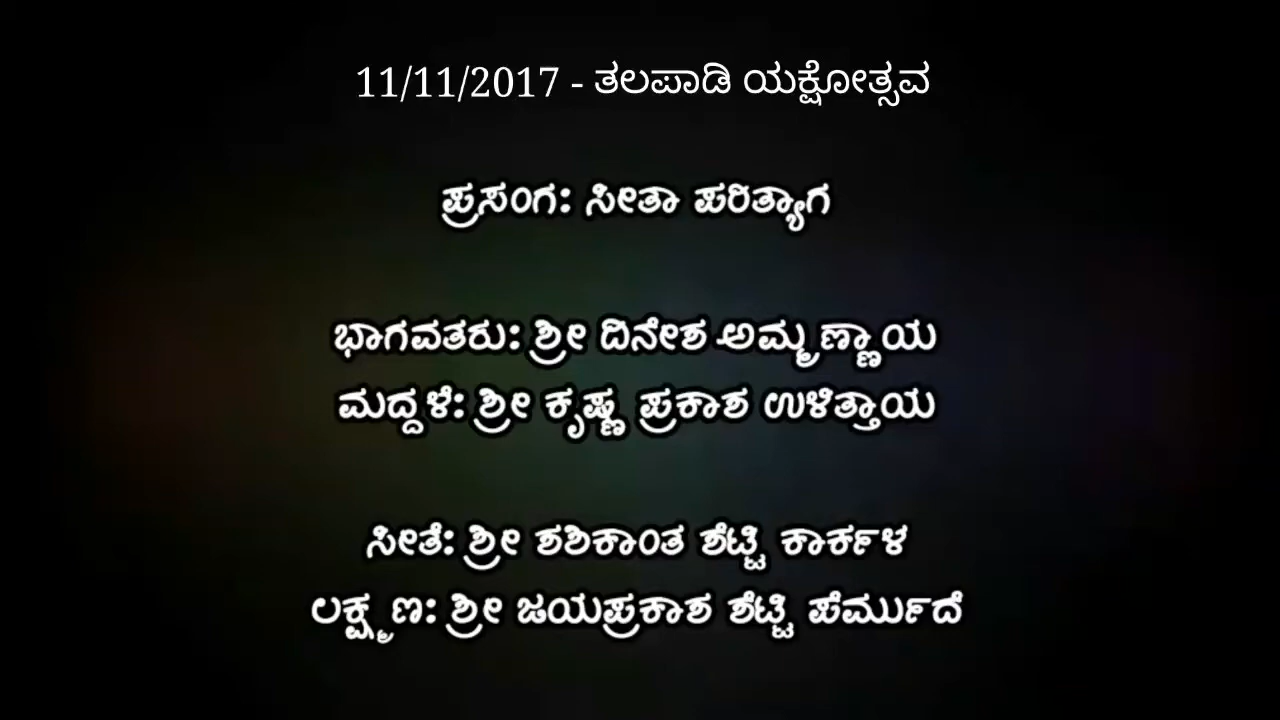 11/11/2017 - ತಲಪಾಡಿ ಯಕ್ಷೋತ್ಸವ
ಪ್ರಸಂಗ: ಸೀತಾ ಪರಿತ್ಯಾಗ
ಭಾಗವತರು: ಶ್ರೀ ದಿನೇಶ ಅಮ್ಮಣ್ಣಾಯ
ಮದ್ದಳೆ: ಶ್ರೀ ಕೃಷ್ಣ ಪ್ರಕಾಶ ಉಳಿತ್ತಾಯ
ಸೀತೆ: ಶ್ರೀ ಶಶಿಕಾಂತ ಶೆಟ್ಟಿ ಕಾರ್ಕಳ
ಲಕ್ಷ್ಮಣ: ಶ್ರೀ ಜಯಪ್ರಕಾಶ ಶೆಟ್ಟಿ ಪೆರ್ಮುದೆ